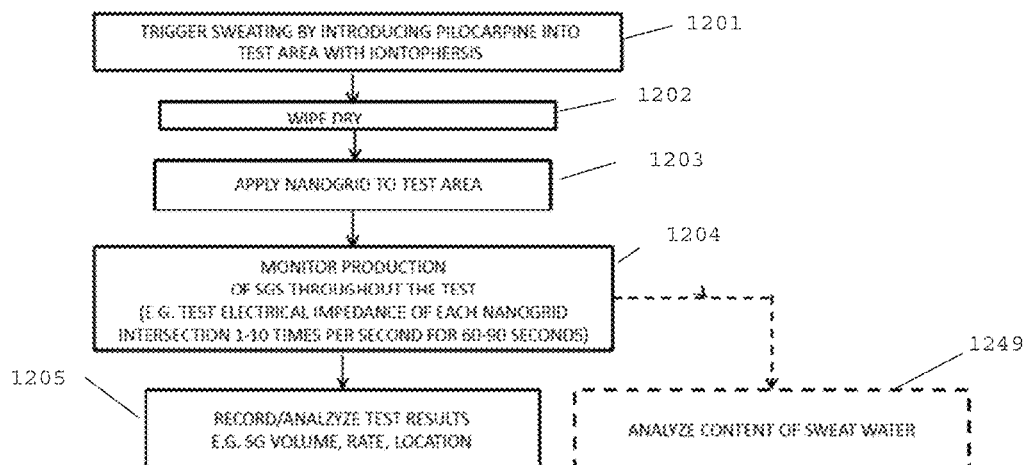 TRIGGER SWEATING BY INTRODUCING PILOCARPINE INTO
TEST AREA WITH IONTOPHERSIS
1201
1202
WIPE DRY
1203
APPLY NANOGRID TO TEST AREA
1204
MONITOR PRODUCTION
OF SGS THROUGHOUT THE TEST
(E.G. TEST ELECTRICAL IMPEDANCE OF EACH NANOGRID
INTERSECTION 1-10 TIMES PER SECOND FOR 60-90 SECONDS)
1249
1205
RECORD/ANALZYZE TEST RESULTS
E.G. SG VOLUME, RATE, LOCATION
ANALYZE CONTENT OF SWEAT WATER